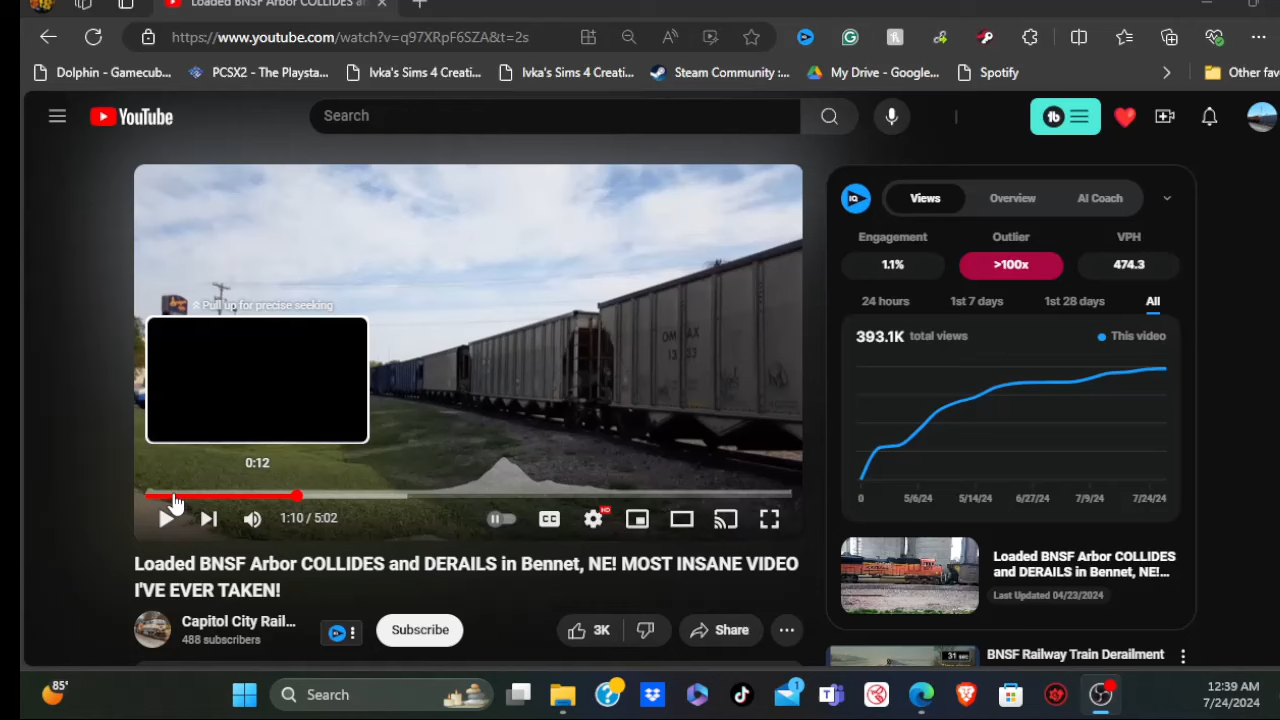 Loaded BNSF Arbor COLLIDES a
https://www.youtube.com/watch?v=q97XRpF6SZA&t=2s
Dolphin - Gamecub...
PCSX2 - The Playsta...
Ivka's Sims 4 Creati...
Ivka's Sims 4 Creati...
Steam Community :...
My Drive - Google...
Spotify
Other fav
YouTube
Search
Views
Overview
AI Coach
Engagement
Outlier
VPH
1.1%
>100x
474.3
24 hours
1st 7 days
1st 28 days
All
393.1K total views
This video
0
5/6/24
5/14/24
6/27/24
7/9/24
7/24/24
Pull up for precise seeking
0:12
1:10 / 5:02
CC
HD
Loaded BNSF Arbor COLLIDES and DERAILS in Bennet, NE! MOST INSANE VIDEO
I'VE EVER TAKEN!
Capitol City Rail...
488 subscribers
Subscribe
3K
Share
Loaded BNSF Arbor COLLIDES
and DERAILS in Bennet, NE!...
Last Updated 04/23/2024
31 sec
BNSF Railway Train Derailment
85°
Search
1
12:39 AM
7/24/2024